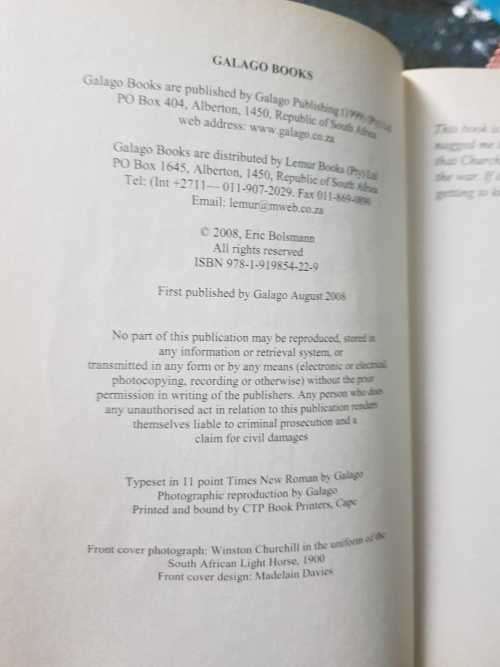 GALAGO BOOKS
Galago Books are published by Galago Publishing (1999) (Pty) Ltd
PO Box 404, Alberton, 1450, Republic of South Africa
web address: www.galago.co.za
Galago Books are distributed by Lemur Books (Pty) Ltd
PO Box 1645, Alberton, 1450, Republic of South Africa
Tel: (Int +2711— 011-907-2029. Fax 011-869-0890
Email: lemur@mweb.co.za
© 2008, Eric Bolsmann
All rights reserved
ISBN 978-1-919854-22-9
First published by Galago August 2008
No part of this publication may be reproduced, stored in
any information or retrieval system, or
transmitted in any form or by any means (electronic or electrical,
photocopying, recording or otherwise) without the prior
permission in writing of the publishers. Any person who does
any unauthorised act in relation to this publication renders
themselves liable to criminal prosecution and a
claim for civil damages
Typeset in 11 point Times New Roman by Galago
Photographic reproduction by Galago
Printed and bound by CTP Book Printers, Cape
Front cover photograph: Winston Churchill in the uniform of the
South African Light Horse, 1900
Front cover design: Madelain Davies
This book
nagged me
that Church
the war. If
getting to